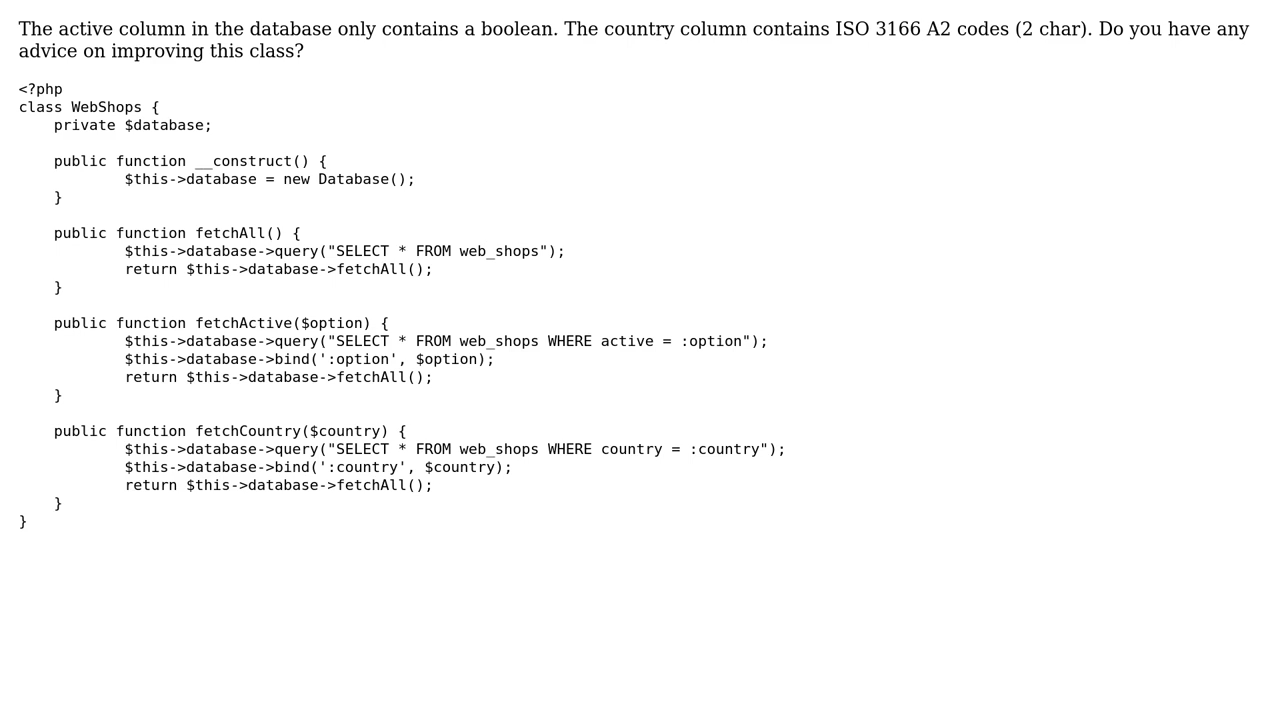 The active column in the database only contains a boolean. The country column contains ISO 3166 A2 codes (2 char). Do you have any
advice on improving this class?
<?php
class WebShops {
    private $database;

    public function __construct() {
            $this->database = new Database();
    }

    public function fetchAll() {
            $this->database->query("SELECT * FROM web_shops");
            return $this->database->fetchAll();
    }

    public function fetchActive($option) {
            $this->database->query("SELECT * FROM web_shops WHERE active = :option");
            $this->database->bind(':option', $option);
            return $this->database->fetchAll();
    }

    public function fetchCountry($country) {
            $this->database->query("SELECT * FROM web_shops WHERE country = :country");
            $this->database->bind(':country', $country);
            return $this->database->fetchAll();
    }
}